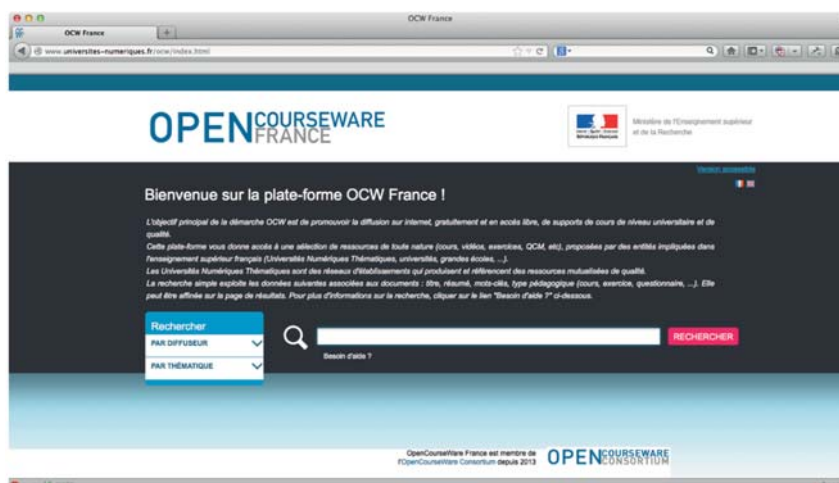 OCW France
OCW France
www.universites-numeriques.fr/ocw/index.html
OPENCOURSEWARE
FRANCE
Ministère de l'Enseignement supérieur
et de la Recherche
Version accessible
Bienvenue sur la plate-forme OCW France !
L'objectif principal de la démarche OCW est de promouvoir la diffusion sur internet, gratuitement et en accès libre, de supports de cours de niveau universitaire et de
qualité.
Cette plate-forme vous donne accès à une sélection de ressources de toute nature (cours, vidéos, exercices, QCM, etc), proposées par des entités impliquées dans
l'enseignement supérieur français (Universités Numériques Thématiques, universités, grandes écoles, ...).
Les Universités Numériques Thématiques sont des réseaux d'établissements qui produisent et référencent des ressources mutualisées de qualité.
La recherche simple exploite les données suivantes associées aux documents : titre, résumé, mots-clés, type pédagogique (cours, exercice, questionnaire, ...). Elle
peut être affinée sur la page de résultats. Pour plus d'informations sur la recherche, cliquer sur le lien "Besoin d'aide ?" ci-dessous.
Rechercher
PAR DIFFUSEUR
PAR THÉMATIQUE
RECHERCHER
Besoin d'aide ?
OpenCourseWare France est membre de
l'OpenCourseWare Consortium depuis 2013
OPENCOURSEWARE
CONSORTIUM